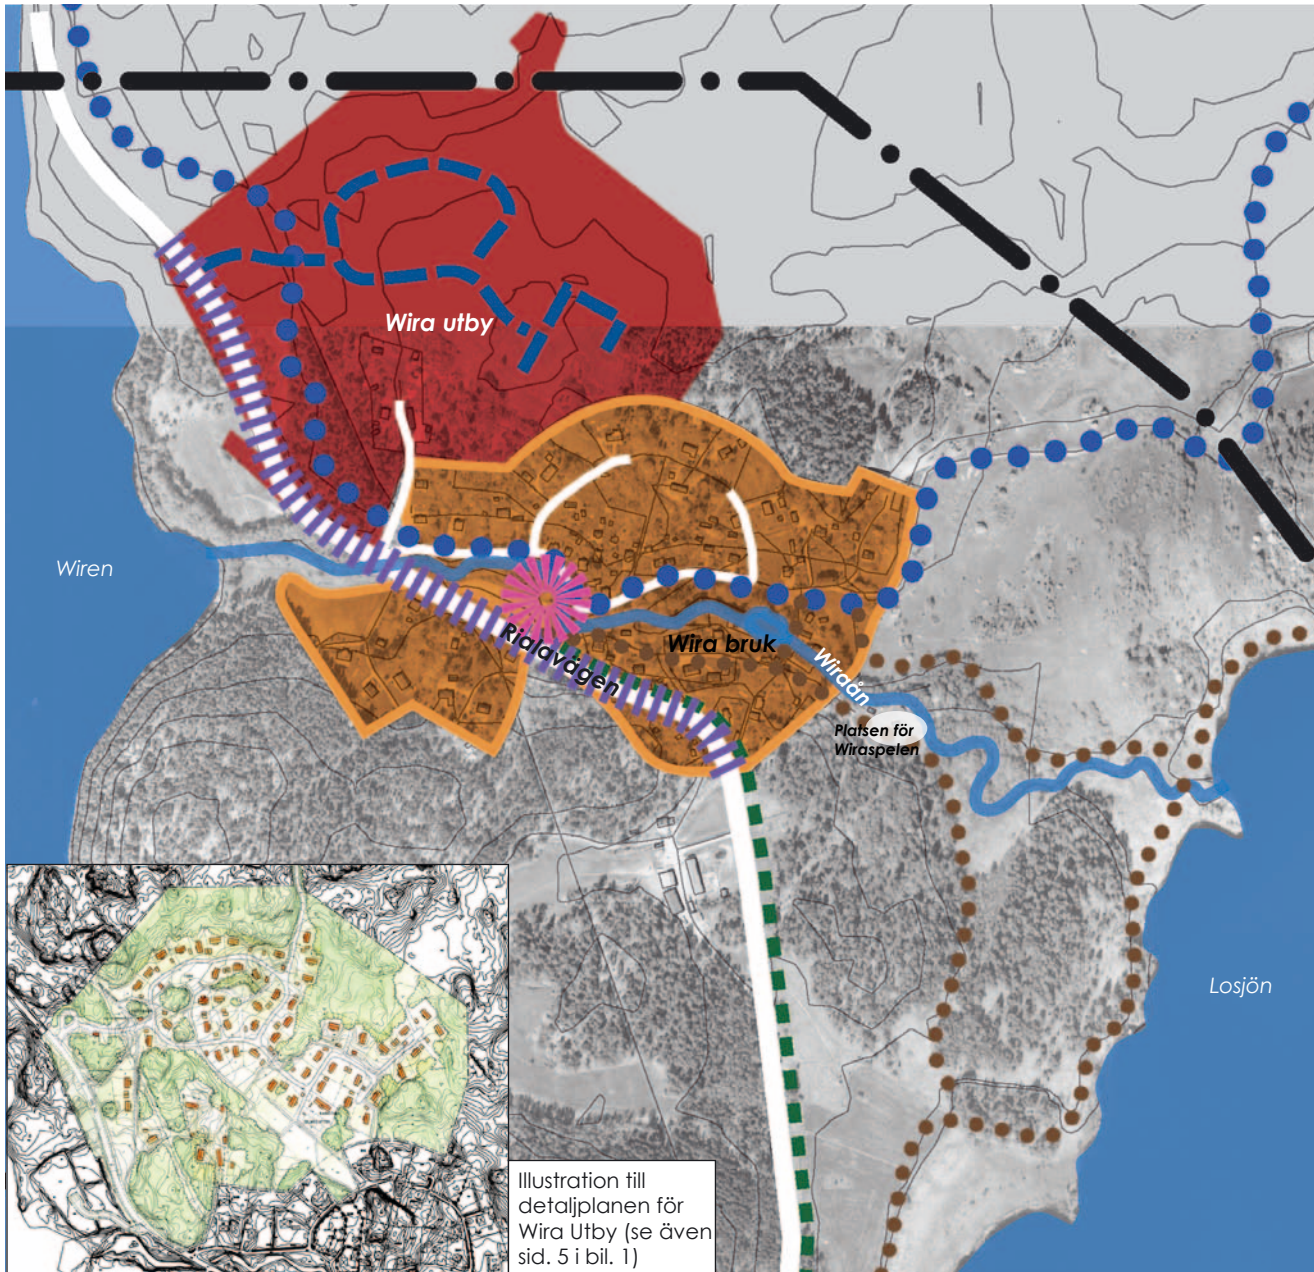 Wira utby
Wiren
Rialavägen
Wira bruk
Wiraån
Platsen för
Wiraspelen
Losjön
Illustration till
detaljplanen för
Wira Utby (se även
sid. 5 i bil. 1)